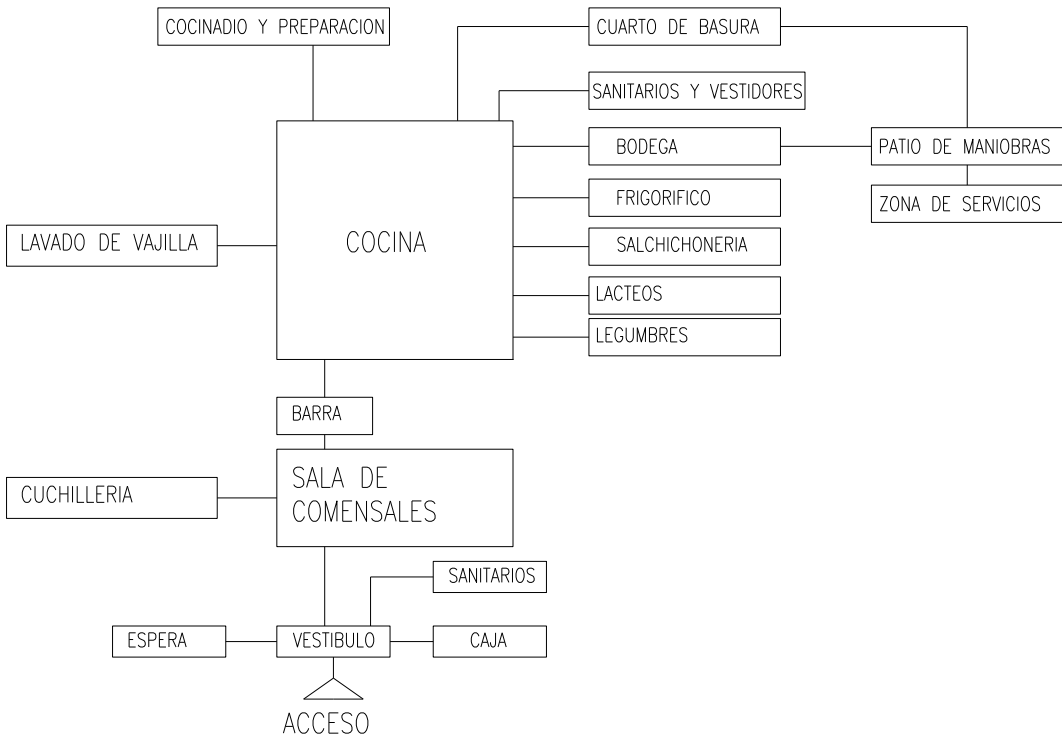 COCINADIO Y PREPARACION
CUARTO DE BASURA
SANITARIOS Y VESTIDORES
BODEGA
PATIO DE MANIOBRAS
FRIGORIFICO
ZONA DE SERVICIOS
LAVADO DE VAJILLA
COCINA
SALCHICHONERIA
LACTEOS
LEGUMBRES
BARRA
SALA DE
COMENSALES
CUCHILLERIA
SANITARIOS
ESPERA
VESTIBULO
CAJA
ACCESO